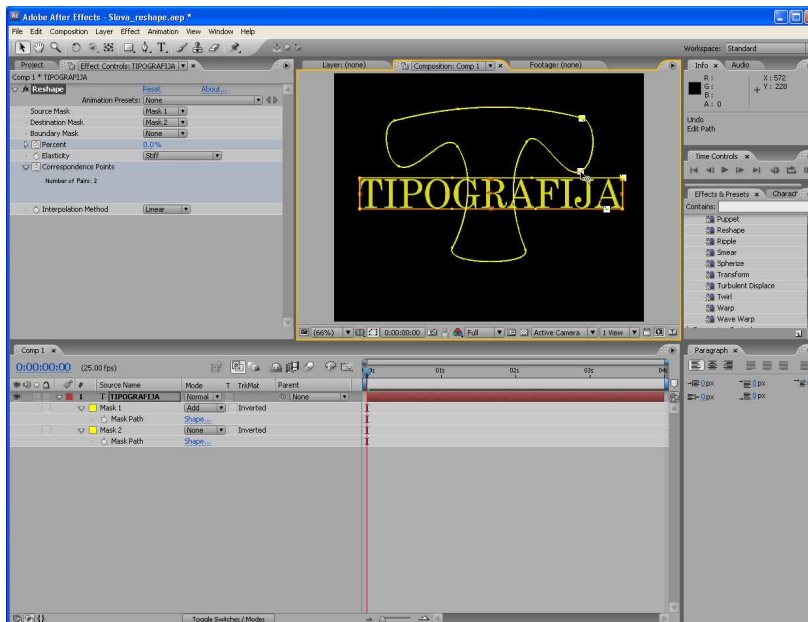 Adobe After Effects - Slova_reshape.aep *
File Edit Composition Layer Effect Animation View Window Help
Workspace: Standard
Project Effect Controls: TIPOGRAFIJA
Layer: (none) Composition: Comp 1 Footage: (none)
Info Audio
Comp 1 * TIPOGRAFIJA
Reshape Reset About...
Animation Presets: None
Source Mask Mask 1
Destination Mask Mask 2
Boundary Mask None
Percent 0.0%
Elasticity Stiff
Correspondence Points
Number of Pairs: 2
Interpolation Method Linear
TIPOGRAFIJA
R:
G:
B:
A: 0
X: 572
Y: 228
Undo
Edit Path
Time Controls
Effects & Presets Charact
Contains:
Puppet
Reshape
Ripple
Smear
Spherize
Transform
Turbulent Displace
Twirl
Warp
Wave Warp
(66%) 0:00:00:00 Full Active Camera 1 View
Comp 1
0:00:00:00 (25.00 fps)
# Source Name Mode T TrkMat Parent
01s 02s 03s 04s
1 T TIPOGRAFIJA Normal None
Mask 1 Add Inverted
Mask Path Shape...
Mask 2 None Inverted
Mask Path Shape...
Toggle Switches / Modes
Paragraph
0 px 0 px
0 px 0 px